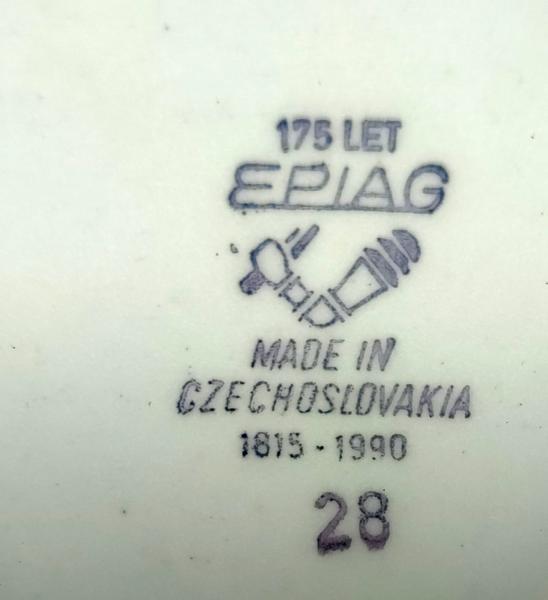 175 LET
EPIAG
MADE IN
CZECHOSLOVAKIA
1815 - 1990
28